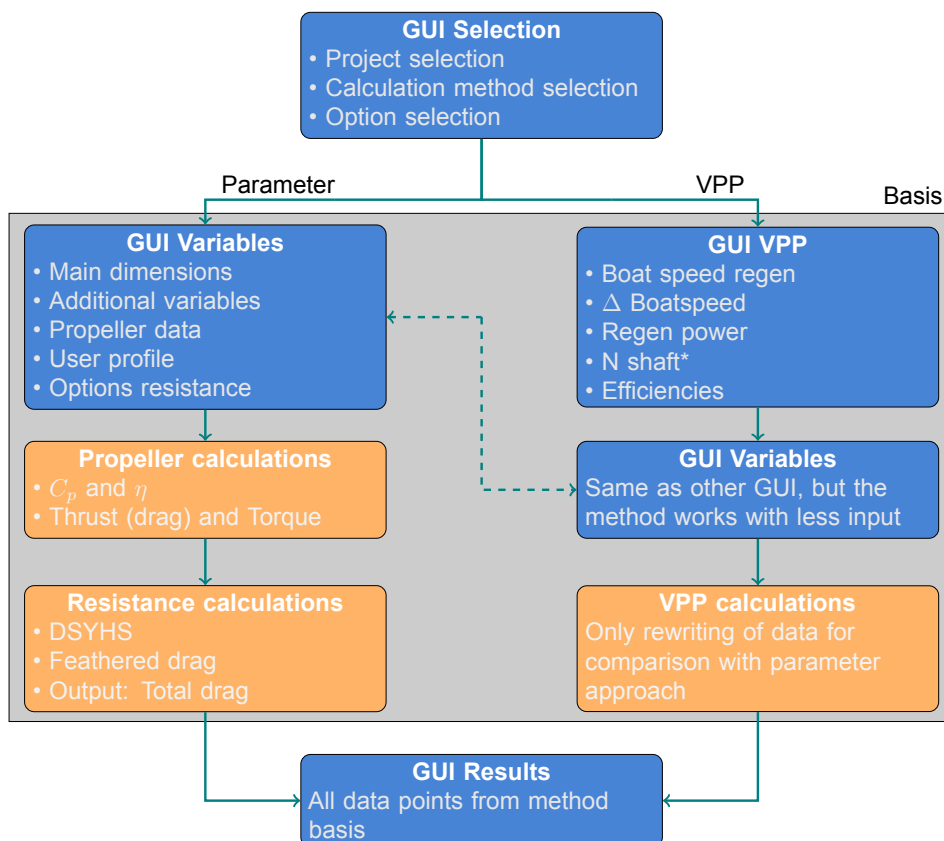 GUI Selection
• Project selection
• Calculation method selection
• Option selection
Parameter
VPP
Basis
GUI Variables
• Main dimensions
• Additional variables
• Propeller data
• User profile
• Options resistance
GUI VPP
• Boat speed regen
• Δ Boatspeed
• Regen power
• N shaft*
• Efficiencies
Propeller calculations
• C_p and η
• Thrust (drag) and Torque
GUI Variables
Same as other GUI, but the
method works with less input
Resistance calculations
• DSYHS
• Feathered drag
• Output: Total drag
VPP calculations
Only rewriting of data for
comparison with parameter
approach
GUI Results
All data points from method
basis